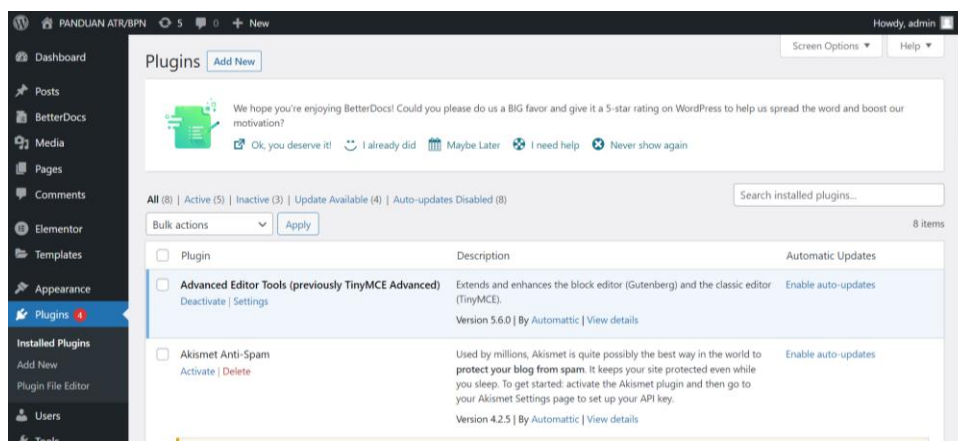 PANDUAN ATR/BPN 5 0 + New Howdy, admin
Screen Options ▼ Help ▼
Dashboard
Posts
BetterDocs
Media
Pages
Comments
Elementor
Templates
Appearance
Plugins 4
Installed Plugins
Add New
Plugin File Editor
Users
Tools
Plugins Add New
We hope you're enjoying BetterDocs! Could you please do us a BIG favor and give it a 5-star rating on WordPress to help us spread the word and boost our
motivation?
Ok, you deserve it! I already did Maybe Later I need help Never show again
All (8) | Active (5) | Inactive (3) | Update Available (4) | Auto-updates Disabled (8)
Search installed plugins...
Bulk actions Apply 8 items
Plugin Description Automatic Updates
Advanced Editor Tools (previously TinyMCE Advanced)
Deactivate | Settings
Extends and enhances the block editor (Gutenberg) and the classic editor
(TinyMCE).
Version 5.6.0 | By Automattic | View details
Enable auto-updates
Akismet Anti-Spam
Activate | Delete
Used by millions, Akismet is quite possibly the best way in the world to
protect your blog from spam. It keeps your site protected even while
you sleep. To get started: activate the Akismet plugin and then go to
your Akismet Settings page to set up your API key.
Version 4.2.5 | By Automattic | View details
Enable auto-updates